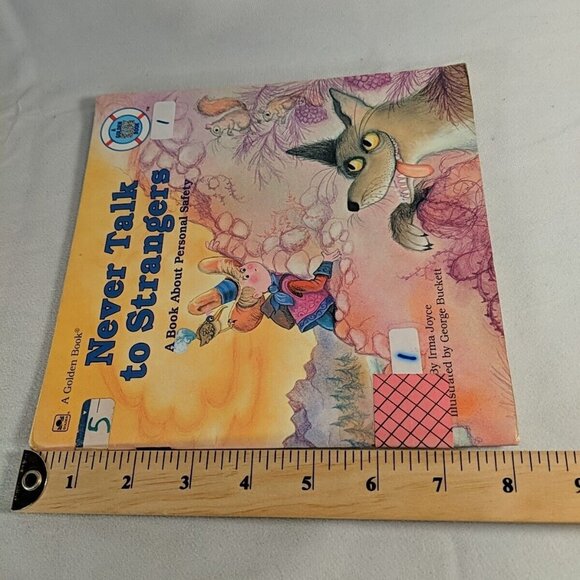 1
Never Talk
to Strangers
A Book About Personal Safety
By Irma Joyce
Illustrated by George Buckett
A Golden Book®
5
1
1 2 3 4 5 6 7 8 9